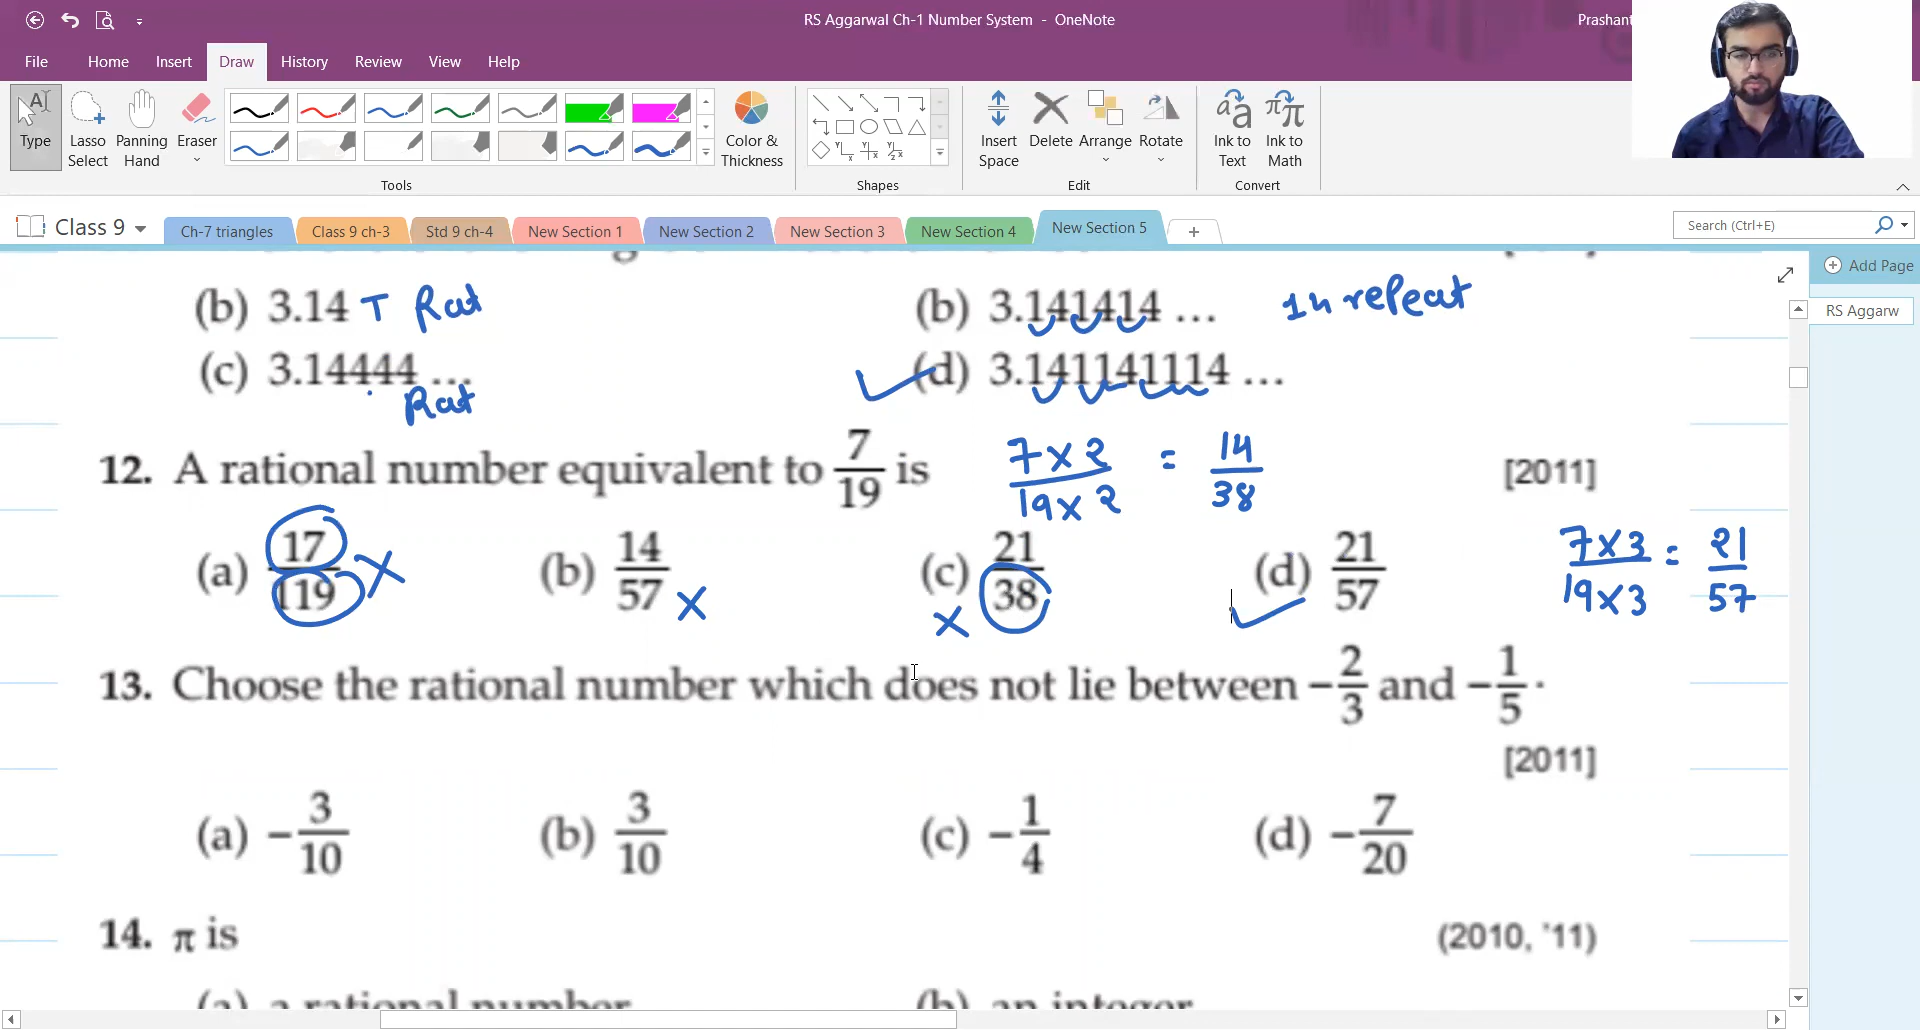 RS Aggarwal Ch-1 Number System - OneNote
Prashant
File Home Insert Draw History Review View Help
Type
Lasso Select
Panning Hand
Eraser
Color & Thickness
Insert Space
Delete
Arrange
Rotate
Ink to Text
Ink to Math
Tools
Shapes
Edit
Convert
Class 9
Ch-7 triangles
Class 9 ch-3
Std 9 ch-4
New Section 1
New Section 2
New Section 3
New Section 4
New Section 5
+
Search (Ctrl+E)
Add Page
RS Aggarw
(b) 3.14 T Rat (b) 3.141414 ... 14 repeat
(c) 3.14444 ... Rat (d) 3.141141114 ...
12. A rational number equivalent to 7/19 is 7 x 2 / 19 x 2 = 14/38 [2011]
(a) 17/119 x (b) 14/57 x (c) 21/38 x (d) 21/57 7 x 3 / 19 x 3 = 21/57
13. Choose the rational number which does not lie between -2/3 and -1/5.
[2011]
(a) -3/10 (b) 3/10 (c) -1/4 (d) -7/20
14. π is (2010, '11)
(a) a rational number (b) an integer